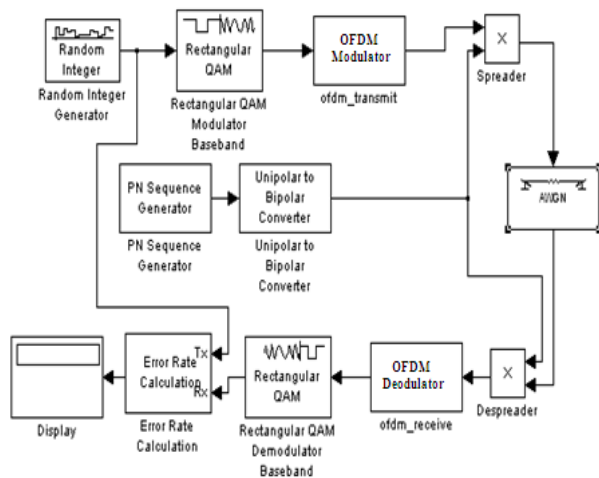 Random
Integer
Random Integer
Generator
Rectangular
QAM
Rectangular QAM
Modulator
Baseband
OFDM
Modulator
ofdm_transmit
X
Spreader
AWGN
PN Sequence
Generator
PN Sequence
Generator
Unipolar to
Bipolar
Converter
Unipolar to
Bipolar
Converter
Display
Error Rate
Calculation
Tx
Rx
Error Rate
Calculation
Rectangular
QAM
Rectangular QAM
Demodulator
Baseband
OFDM
Deodulator
ofdm_receive
X
Despreader